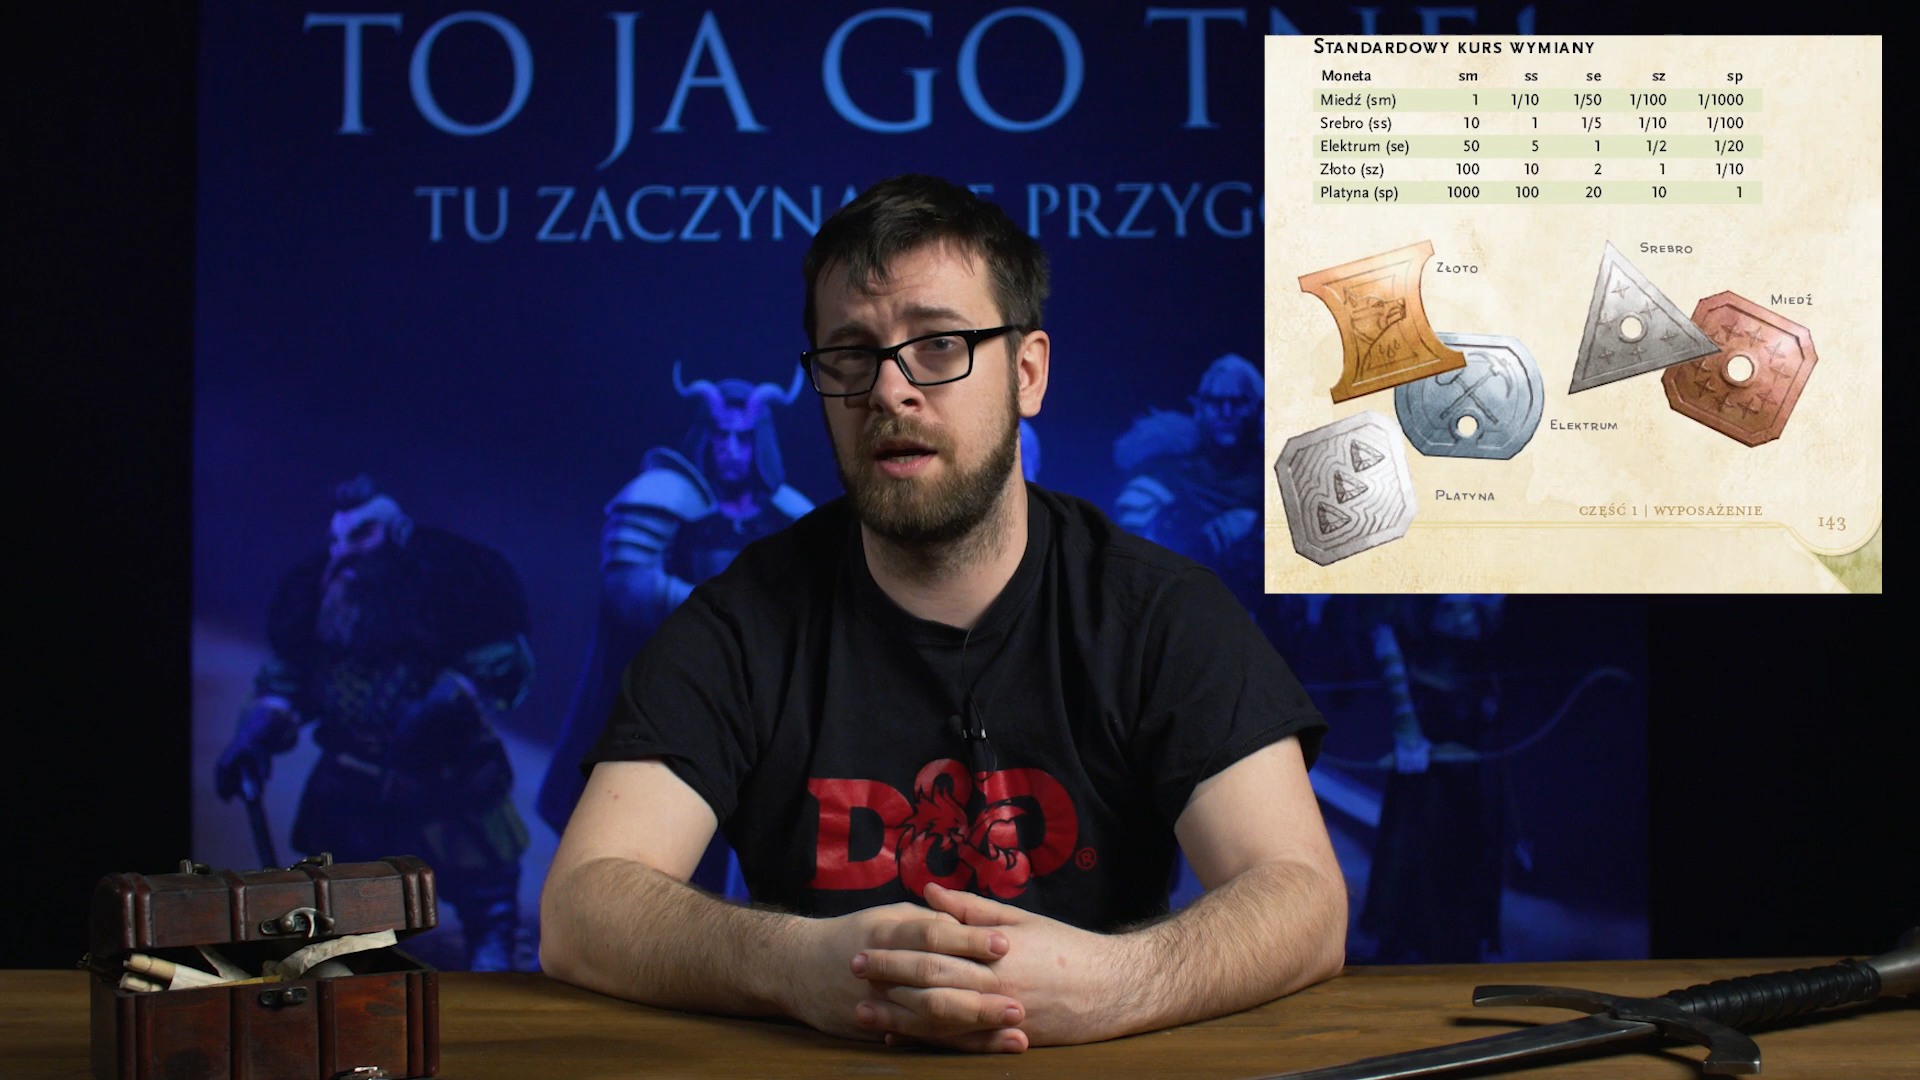 TO JA GO
TU ZACZYNA PRZYG
STANDARDOWY KURS WYMIANY
Moneta sm ss se sz sp
Miedź (sm) 1 1/10 1/50 1/100 1/1000
Srebro (ss) 10 1 1/5 1/10 1/100
Elektrum (se) 50 5 1 1/2 1/20
Złoto (sz) 100 10 2 1 1/10
Platyna (sp) 1000 100 20 10 1
SREBRO
ZŁOTO
MIEDŹ
ELEKTRUM
PLATYNA
CZĘŚĆ 1 | WYPOSAŻENIE
143
D&D®